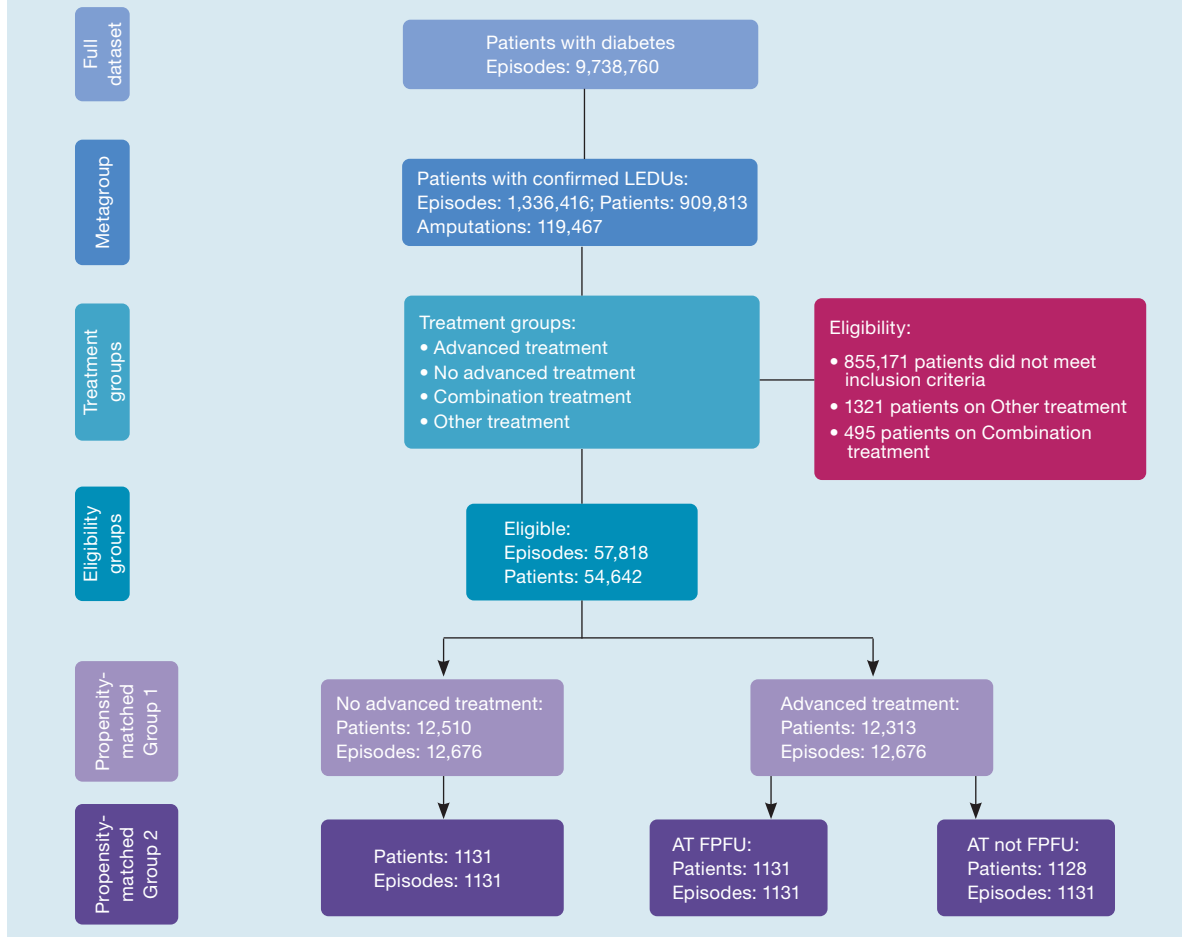 Full
dataset
Patients with diabetes
Episodes: 9,738,760
Metagroup
Patients with confirmed LEDUs:
Episodes: 1,336,416; Patients: 909,813
Amputations: 119,467
Treatment
groups
Treatment groups:
• Advanced treatment
• No advanced treatment
• Combination treatment
• Other treatment
Eligibility:
• 855,171 patients did not meet
inclusion criteria
• 1321 patients on Other treatment
• 495 patients on Combination
treatment
Eligibility
groups
Eligible:
Episodes: 57,818
Patients: 54,642
Propensity-
matched
Group 1
No advanced treatment:
Patients: 12,510
Episodes: 12,676
Advanced treatment:
Patients: 12,313
Episodes: 12,676
Propensity-
matched
Group 2
Patients: 1131
Episodes: 1131
AT FPFU:
Patients: 1131
Episodes: 1131
AT not FPFU:
Patients: 1128
Episodes: 1131